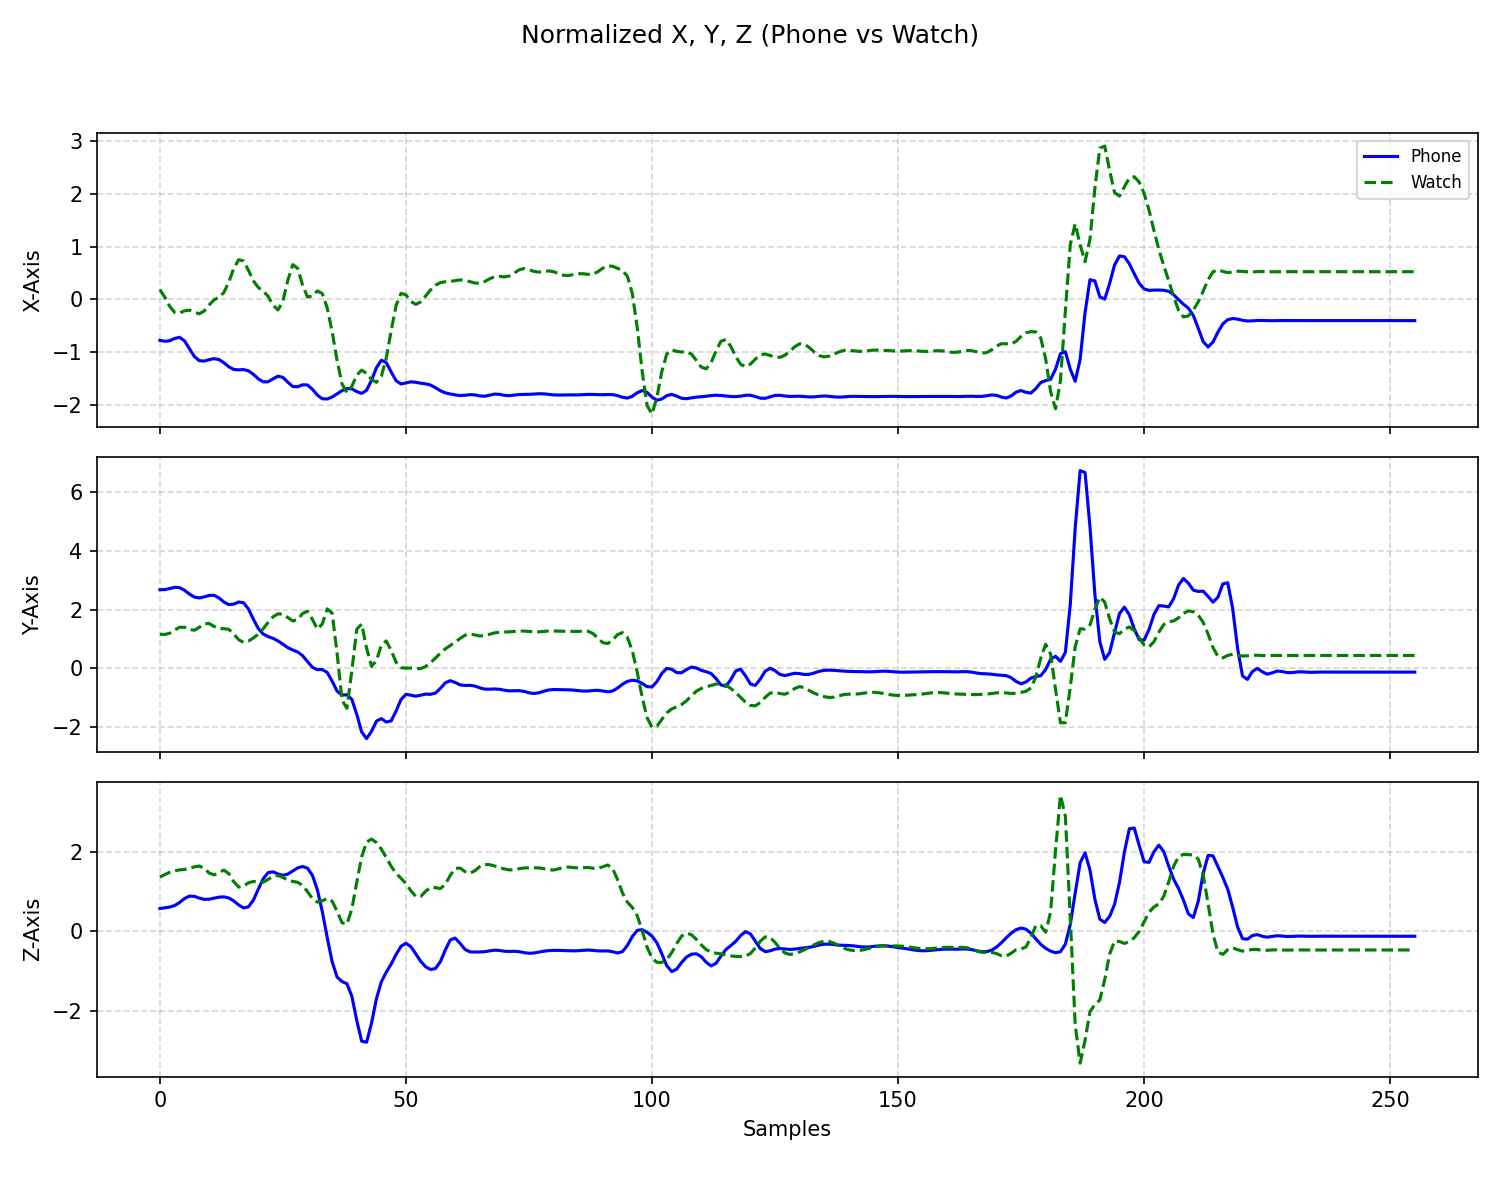 Normalized X, Y, Z (Phone vs Watch)
3
2
1
0
−1
−2
X-Axis
Phone
Watch
6
4
2
0
−2
Y-Axis
2
0
−2
Z-Axis
0 50 100 150 200 250
Samples